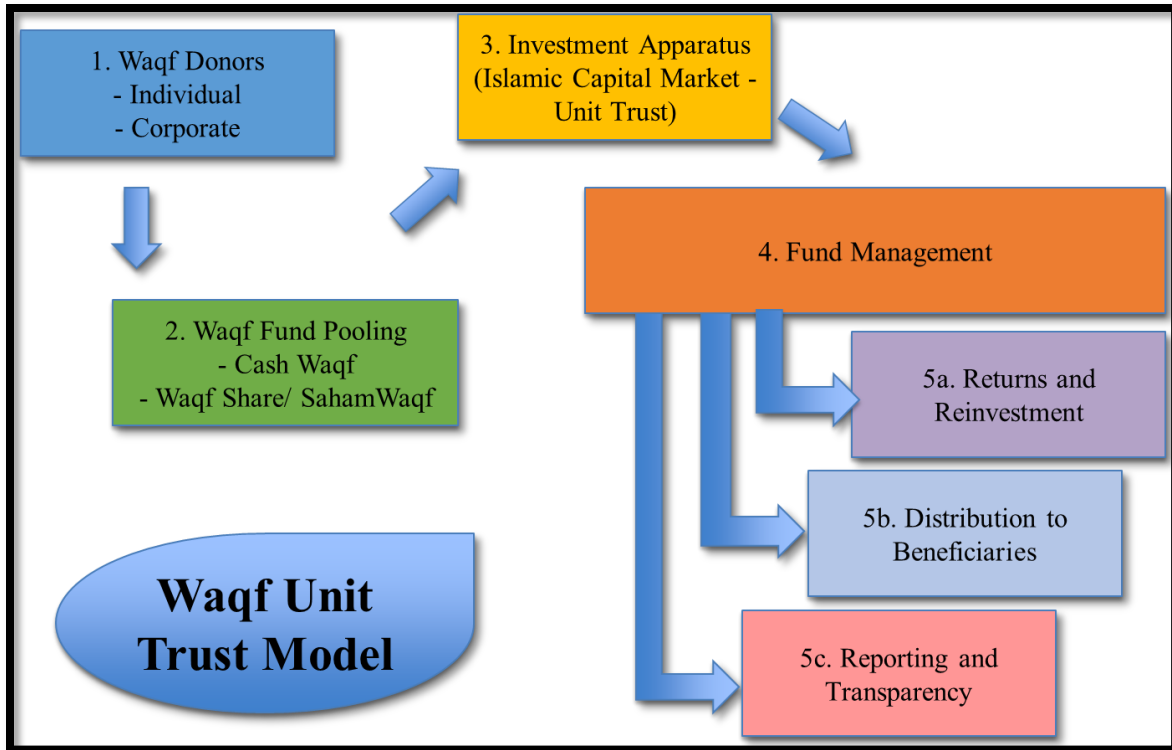 1. Waqf Donors
- Individual
- Corporate
2. Waqf Fund Pooling
- Cash Waqf
- Waqf Share/ SahamWaqf
3. Investment Apparatus
(Islamic Capital Market -
Unit Trust)
4. Fund Management
5a. Returns and
Reinvestment
5b. Distribution to
Beneficiaries
5c. Reporting and
Transparency
Waqf Unit
Trust Model